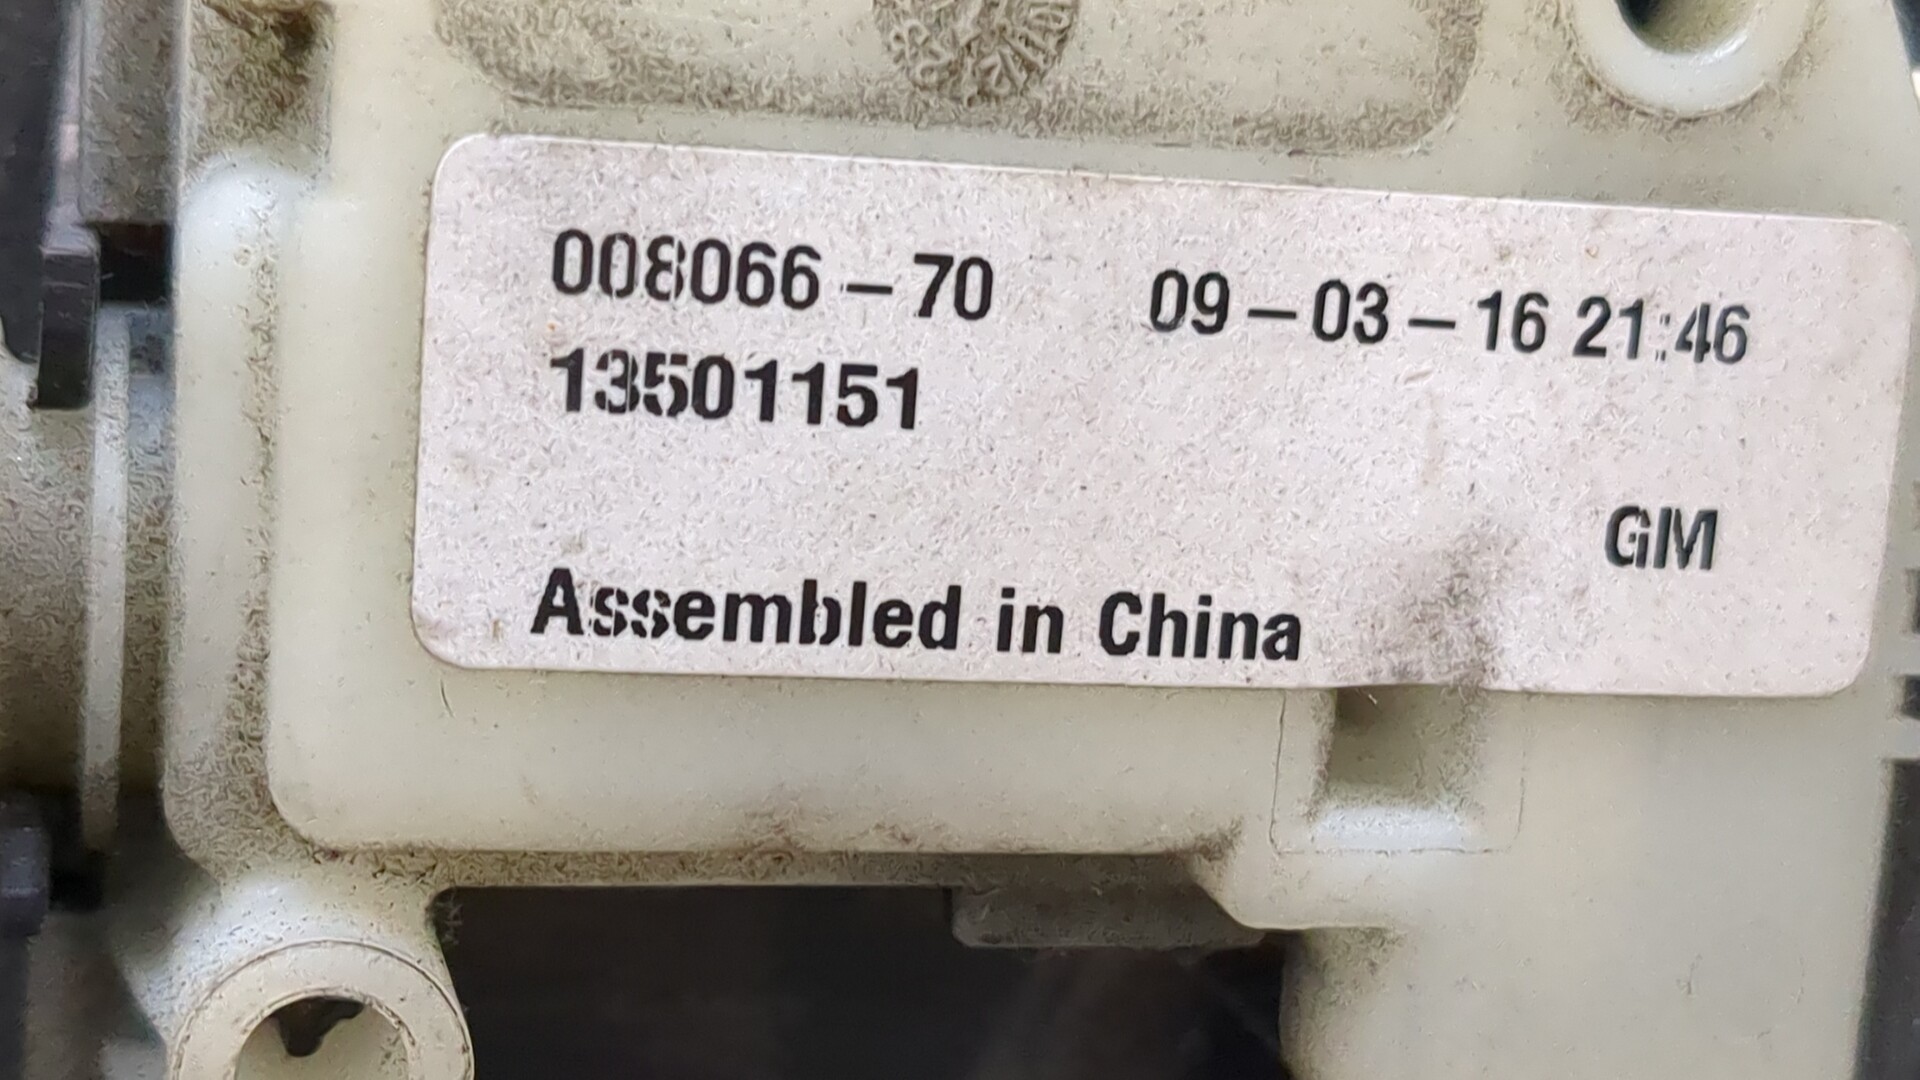 008066-70 09-03-16 21:46
13501151
GM
Assembled in China